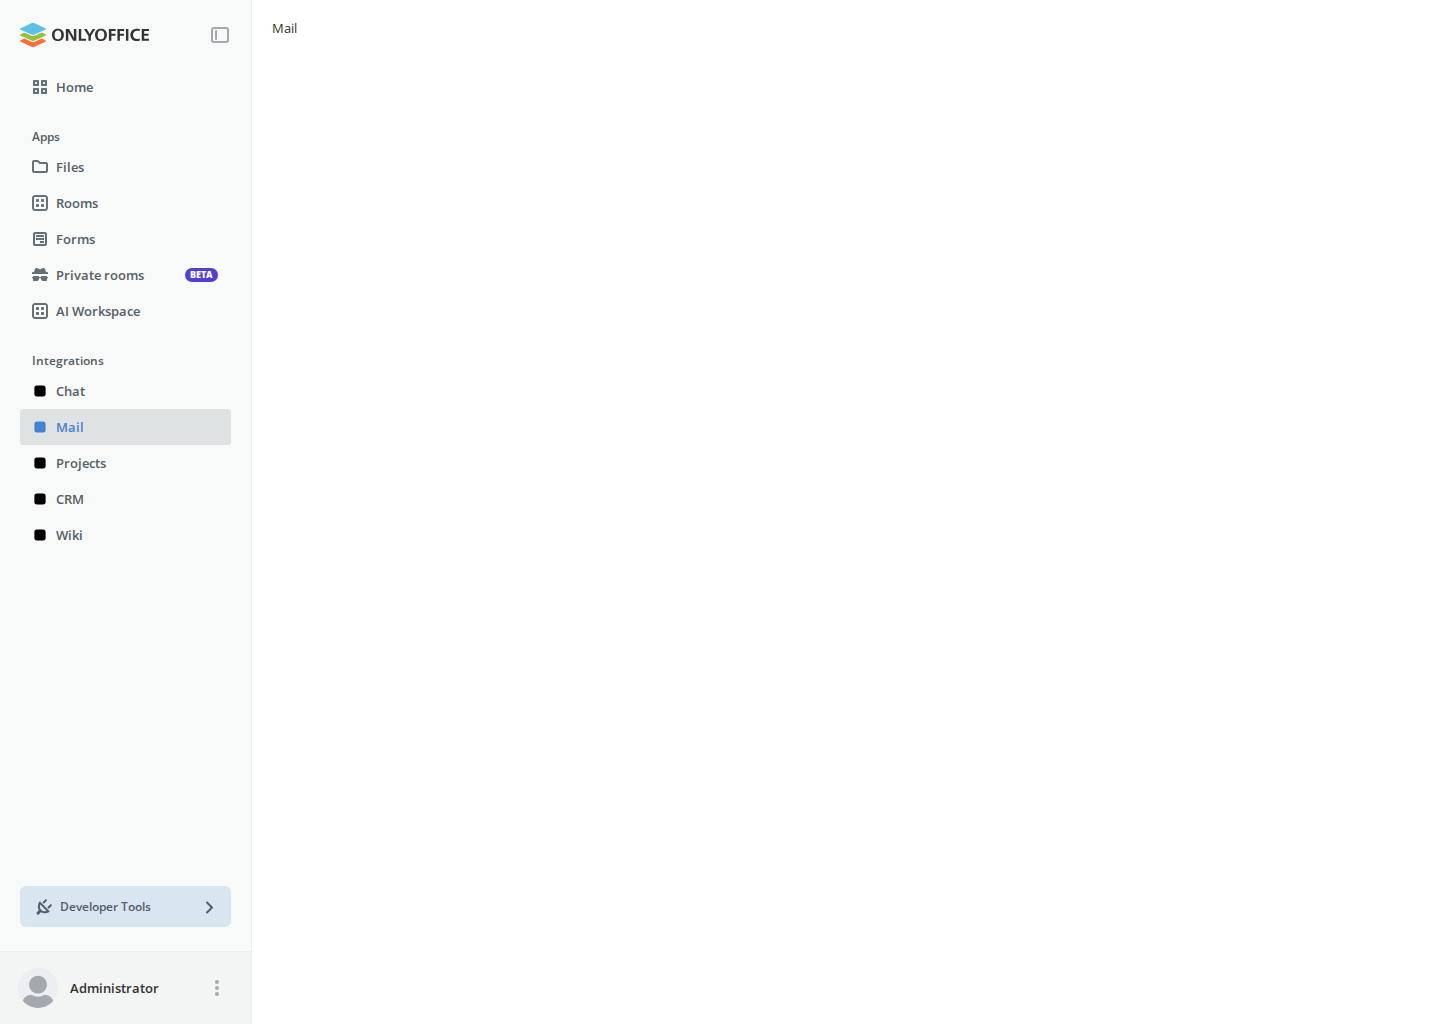 ONLYOFFICE
Home
Apps
Files
Rooms
Forms
Private rooms BETA
AI Workspace
Integrations
Chat
Mail
Projects
CRM
Wiki
Developer Tools
Administrator
Mail